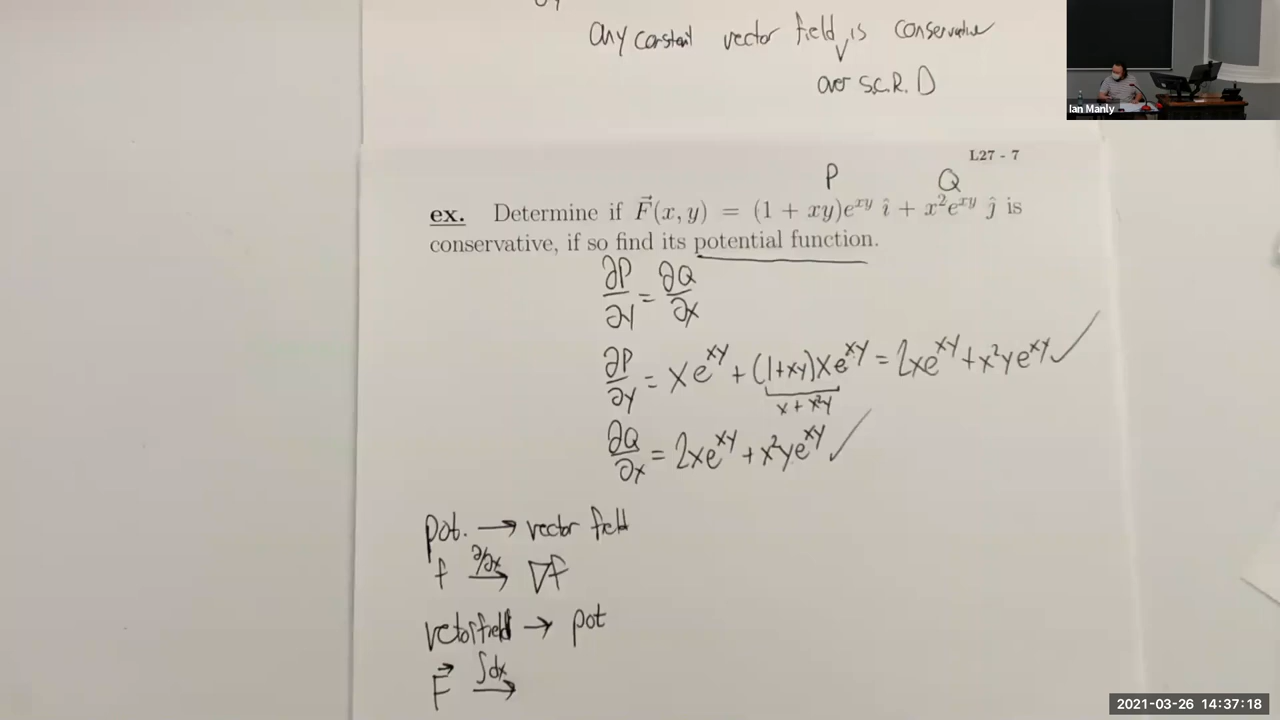 any constant vector field is conservative
over S.C.R. D
Ian Manly
L27 - 7
P Q
ex. Determine if F⃗(x, y) = (1 + xy)e^{xy} î + x²e^{xy} ĵ is
conservative, if so find its potential function.
∂P/∂y = ∂Q/∂x
∂P/∂y = xe^{xy} + (1+xy)xe^{xy} = 2xe^{xy} + x²ye^{xy} ✓
x + x²y
∂Q/∂x = 2xe^{xy} + x²ye^{xy} ✓
pot. → vector field
f ∂/∂x → ∇f
vector field → pot
F⃗ ∫dx →
2021-03-26 14:37:18